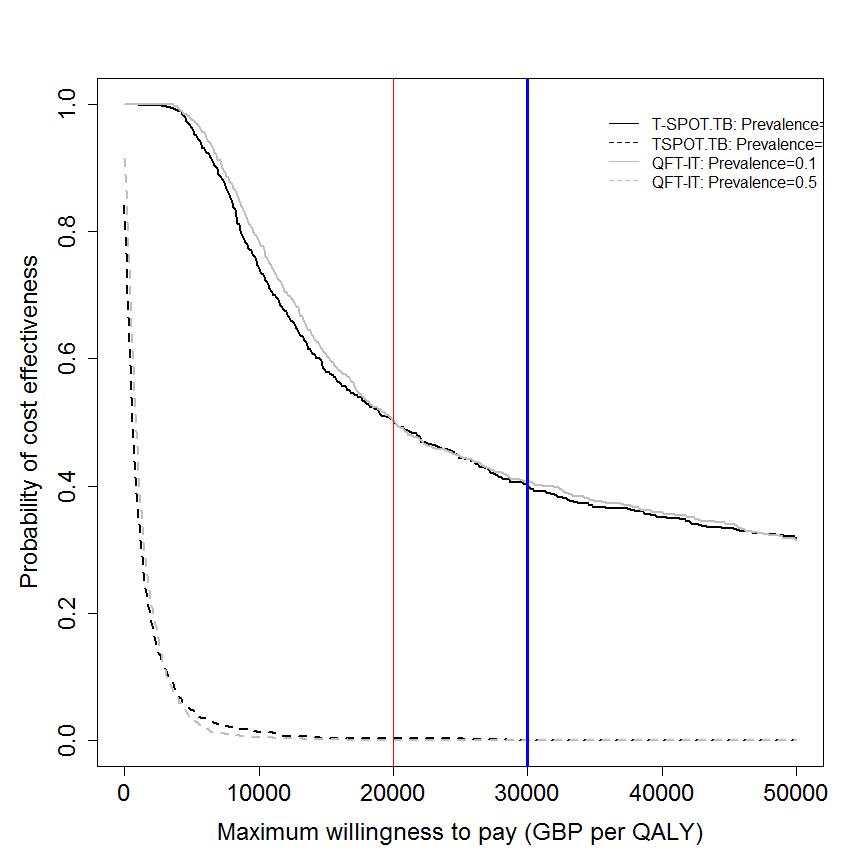 T-SPOT.TB: Prevalence=
TSPOT.TB: Prevalence=
QFT-IT: Prevalence=0.1
QFT-IT: Prevalence=0.5
Probability of cost effectiveness
1.0
0.8
0.6
0.4
0.2
0.0
0 10000 20000 30000 40000 50000
Maximum willingness to pay (GBP per QALY)